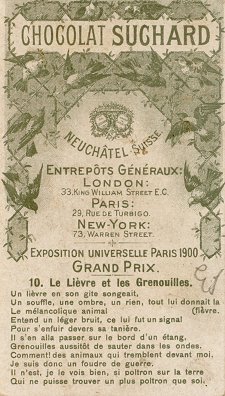 CHOCOLAT SUCHARD
NEUCHÂTEL SUISSE
ENTREPÔTS GÉNÉRAUX:
LONDON:
33, KING WILLIAM STREET E.C.
PARIS:
29, RUE DE TURBIGO.
NEW-YORK:
73, WARREN STREET.
EXPOSITION UNIVERSELLE PARIS 1900
GRAND PRIX.
10. Le Lièvre et les Grenouilles.
Un lièvre en son gite songeait,
Un souffle, une ombre, un rien, tout lui donnait la
Le mélancolique animal (fièvre.
Entend un léger bruit, ce lui fut un signal
Pour s'enfuir devers sa tanière.
Il s'en alla passer sur le bord d'un étang,
Grenouilles aussitôt de sauter dans les ondes.
Comment! des animaux qui tremblent devant moi.
Je suis donc un foudre de guerre.
Il n'est, je le vois bien, si poltron sur la terre
Qui ne puisse trouver un plus poltron que soi.